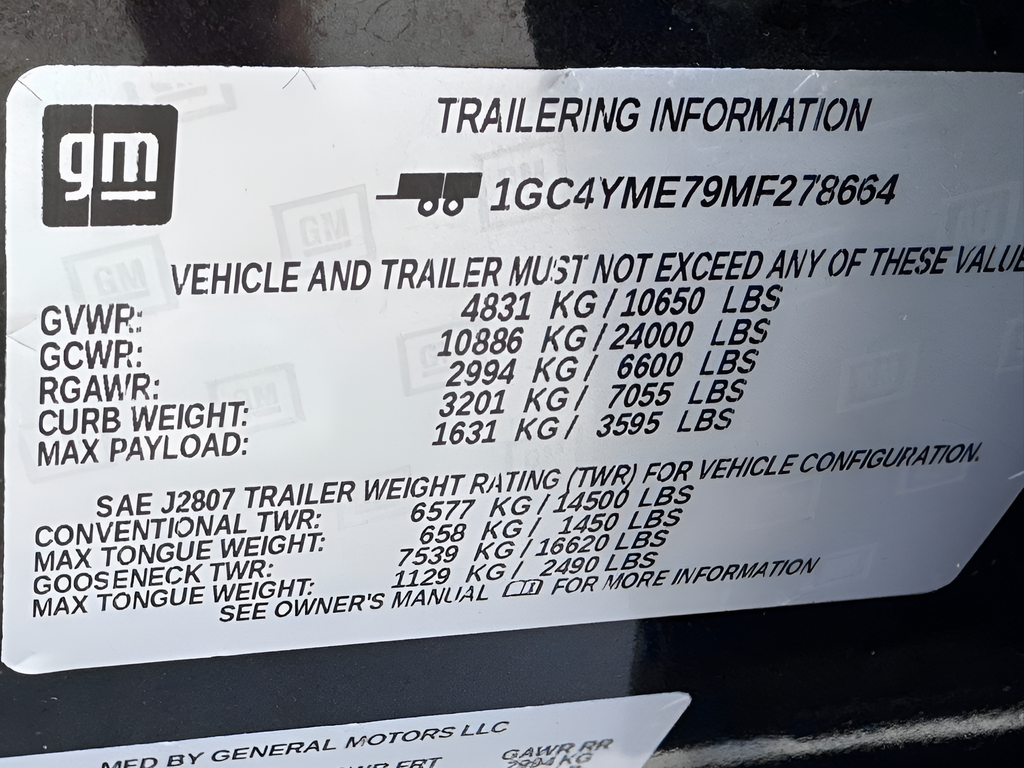 gm
TRAILERING INFORMATION
1GC4YME79MF278664
VEHICLE AND TRAILER MUST NOT EXCEED ANY OF THESE VALUE
GVWR: 4831 KG / 10650 LBS
GCWR: 10886 KG / 24000 LBS
RGAWR: 2994 KG / 6600 LBS
CURB WEIGHT: 3201 KG / 7055 LBS
MAX PAYLOAD: 1631 KG / 3595 LBS
SAE J2807 TRAILER WEIGHT RATING (TWR) FOR VEHICLE CONFIGURATION.
CONVENTIONAL TWR: 6577 KG / 14500 LBS
MAX TONGUE WEIGHT: 658 KG / 1450 LBS
GOOSENECK TWR: 7539 KG / 16620 LBS
MAX TONGUE WEIGHT: 1129 KG / 2490 LBS
SEE OWNER'S MANUAL FOR MORE INFORMATION
MFD BY GENERAL MOTORS LLC
FRT GAWR RR
2994 KG